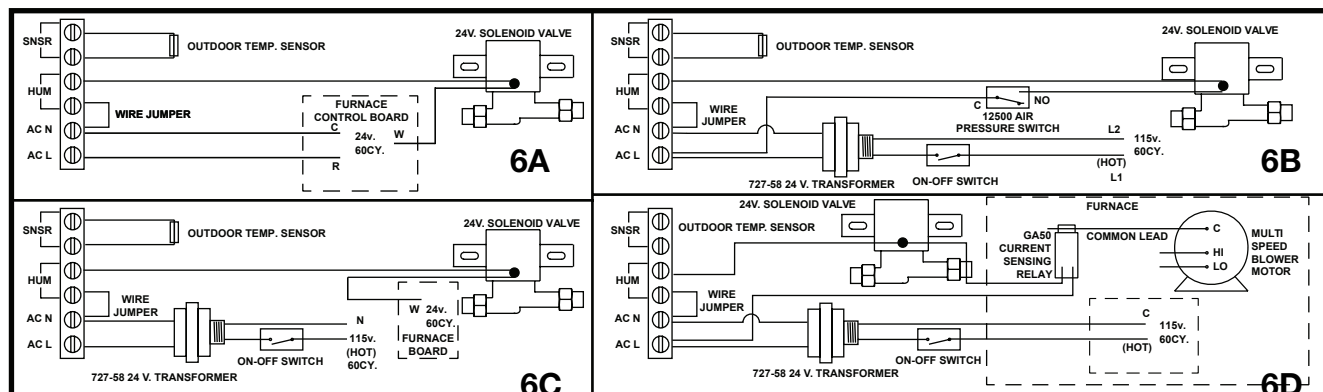 SNSR
OUTDOOR TEMP. SENSOR
24V. SOLENOID VALVE
HUM
WIRE JUMPER
AC N
AC L
FURNACE
CONTROL BOARD
C
24v.
60CY.
W
R
6A
SNSR
OUTDOOR TEMP. SENSOR
24V. SOLENOID VALVE
HUM
WIRE
JUMPER
AC N
AC L
C
NO
12500 AIR
PRESSURE SWITCH
L2
115v.
60CY.
(HOT)
L1
727-58 24 V. TRANSFORMER
ON-OFF SWITCH
6B
SNSR
OUTDOOR TEMP. SENSOR
24V. SOLENOID VALVE
HUM
WIRE
JUMPER
AC N
AC L
W
24v.
60CY.
FURNACE
BOARD
N
115v.
(HOT)
60CY.
ON-OFF SWITCH
727-58 24 V. TRANSFORMER
6C
24V. SOLENOID VALVE
FURNACE
SNSR
OUTDOOR TEMP. SENSOR
GA50
CURRENT
SENSING
RELAY
COMMON LEAD
C
HI
LO
MULTI
SPEED
BLOWER
MOTOR
HUM
WIRE
JUMPER
AC N
AC L
C
115v.
60CY.
(HOT)
ON-OFF SWITCH
727-58 24 V. TRANSFORMER
6D